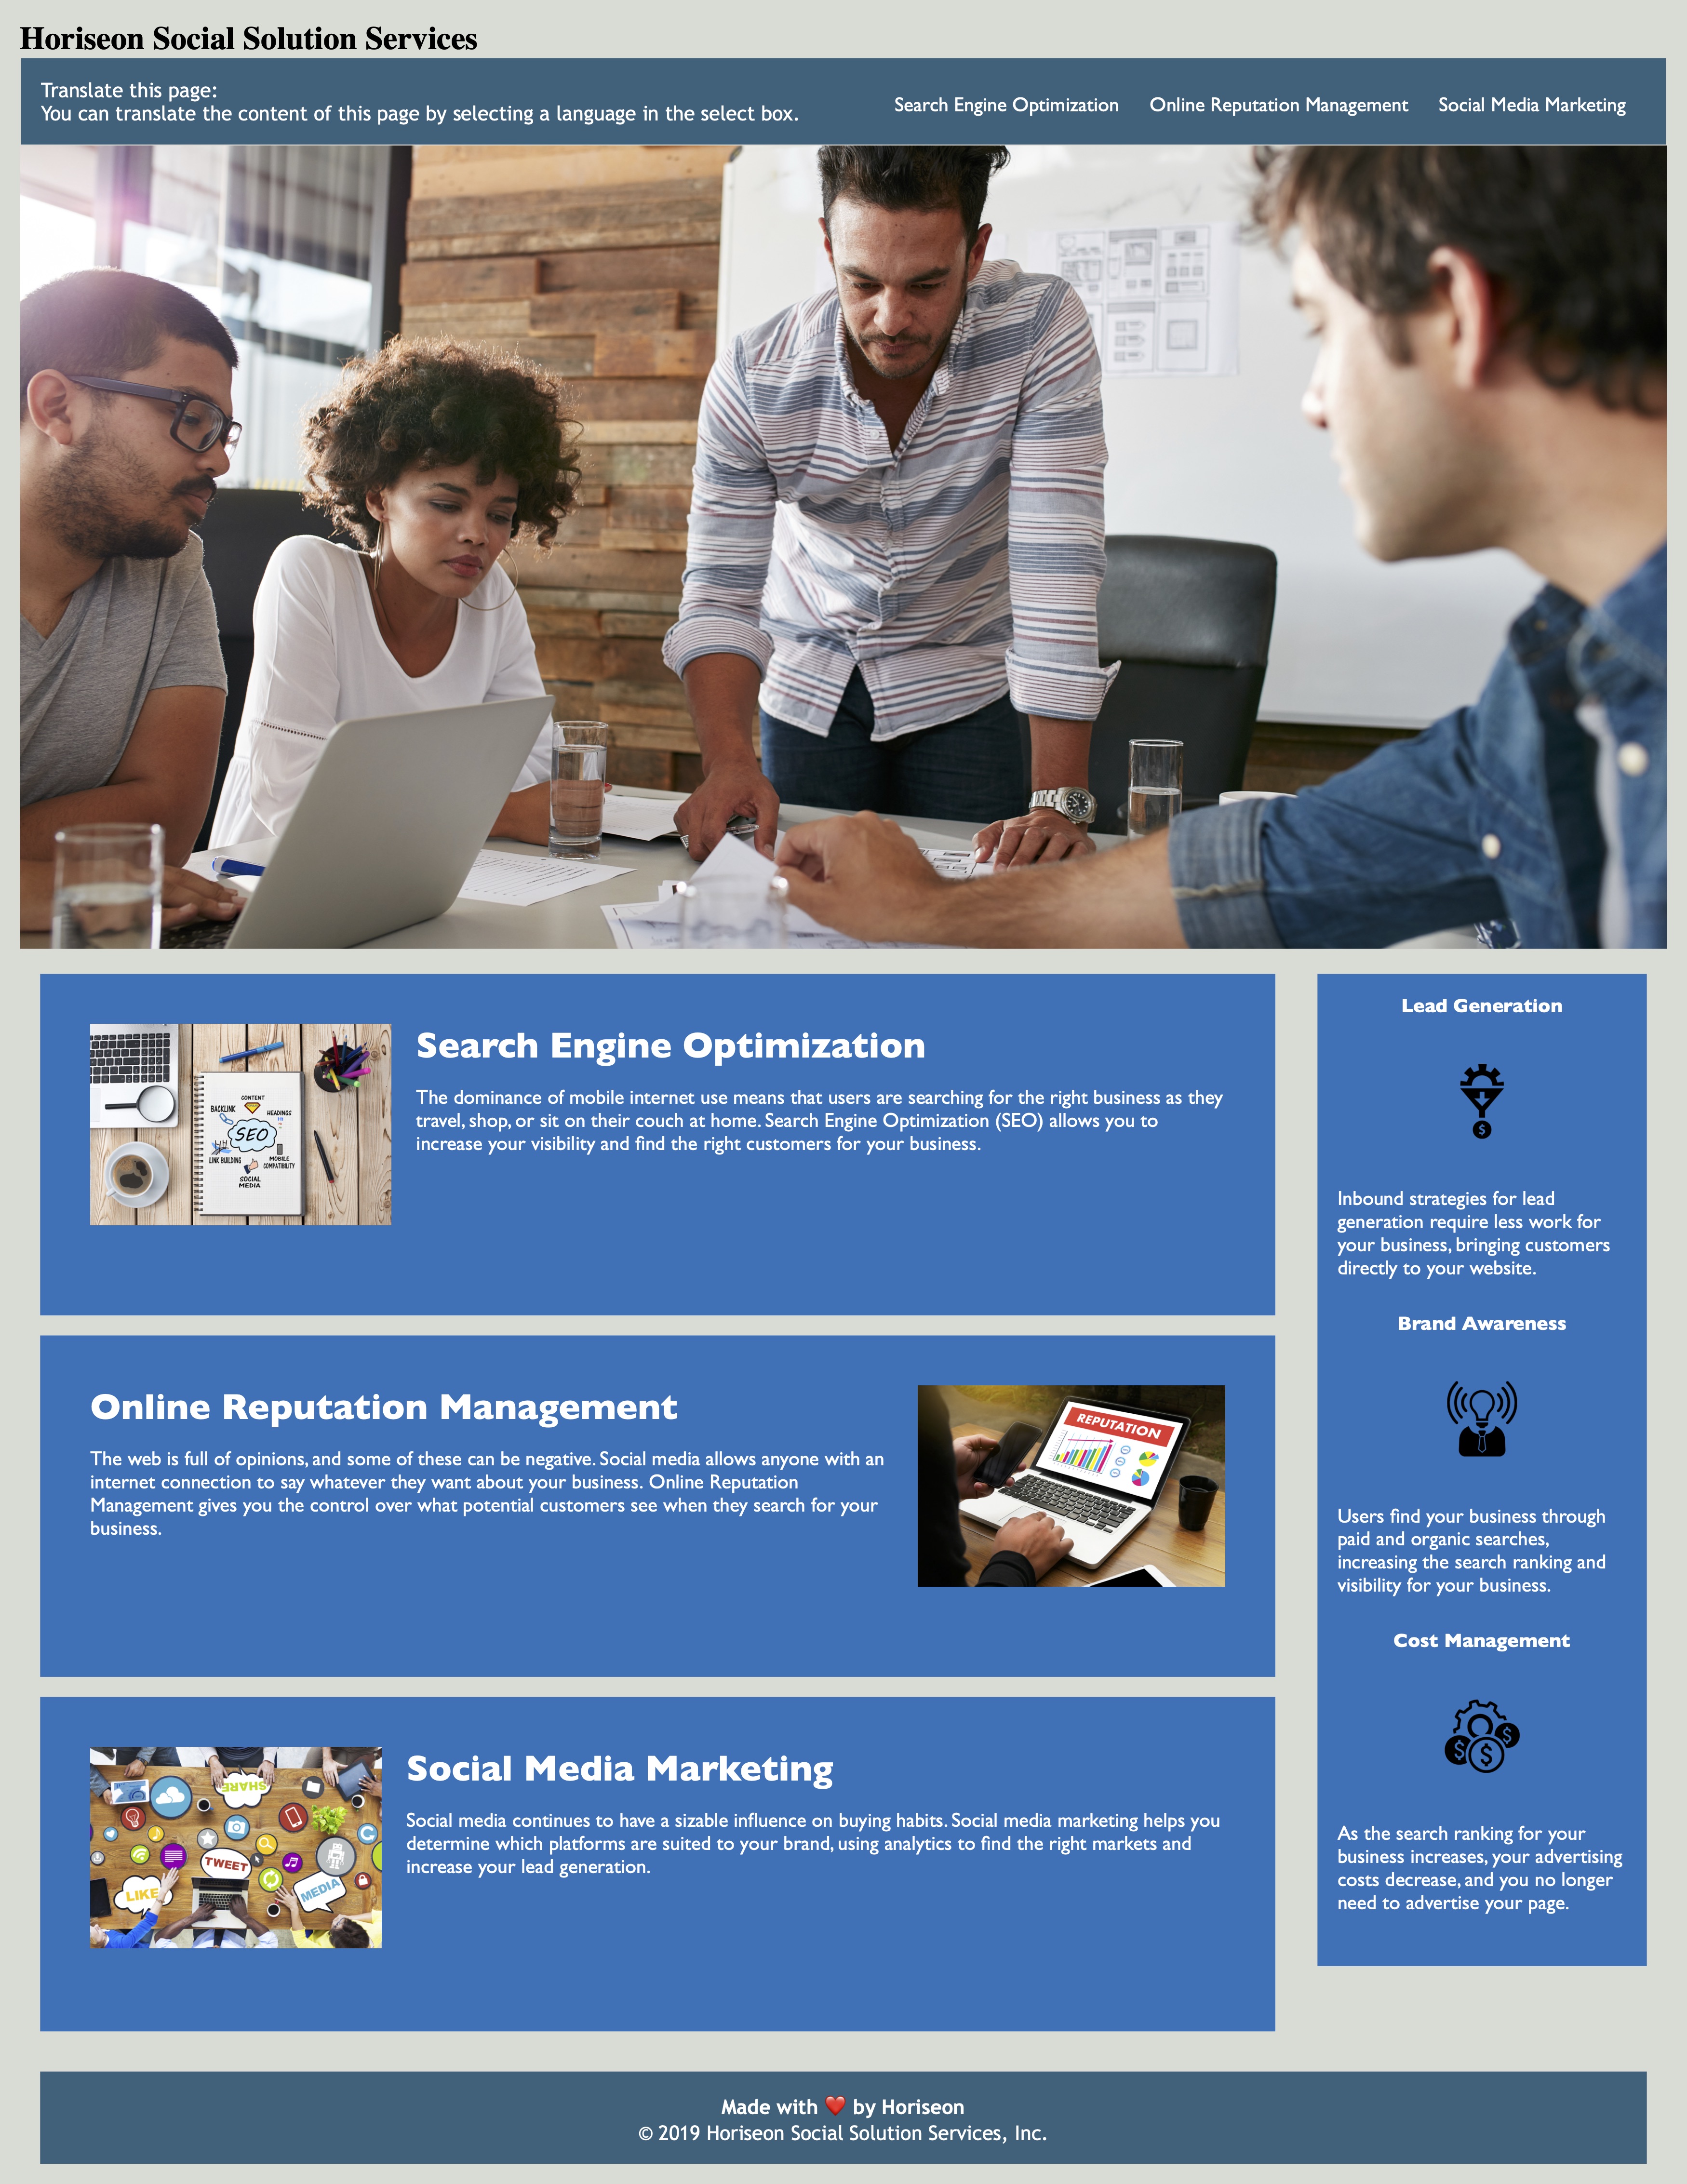 Horiseon Social Solution Services
Translate this page:
You can translate the content of this page by selecting a language in the select box.
Search Engine Optimization
Online Reputation Management
Social Media Marketing
CONTENT
BACKLINK
HEADINGS
SEO
LINK BUILDING
MOBILE
COMPATIBILITY
SOCIAL
MEDIA
Search Engine Optimization
The dominance of mobile internet use means that users are searching for the right business as they
travel, shop, or sit on their couch at home. Search Engine Optimization (SEO) allows you to
increase your visibility and find the right customers for your business.
Online Reputation Management
The web is full of opinions, and some of these can be negative. Social media allows anyone with an
internet connection to say whatever they want about your business. Online Reputation
Management gives you the control over what potential customers see when they search for your
business.
REPUTATION
SHARE
TWEET
LIKE
MEDIA
Social Media Marketing
Social media continues to have a sizable influence on buying habits. Social media marketing helps you
determine which platforms are suited to your brand, using analytics to find the right markets and
increase your lead generation.
Lead Generation
$
Inbound strategies for lead
generation require less work for
your business, bringing customers
directly to your website.
Brand Awareness
Users find your business through
paid and organic searches,
increasing the search ranking and
visibility for your business.
Cost Management
$ $ $
As the search ranking for your
business increases, your advertising
costs decrease, and you no longer
need to advertise your page.
Made with ❤️ by Horiseon
© 2019 Horiseon Social Solution Services, Inc.